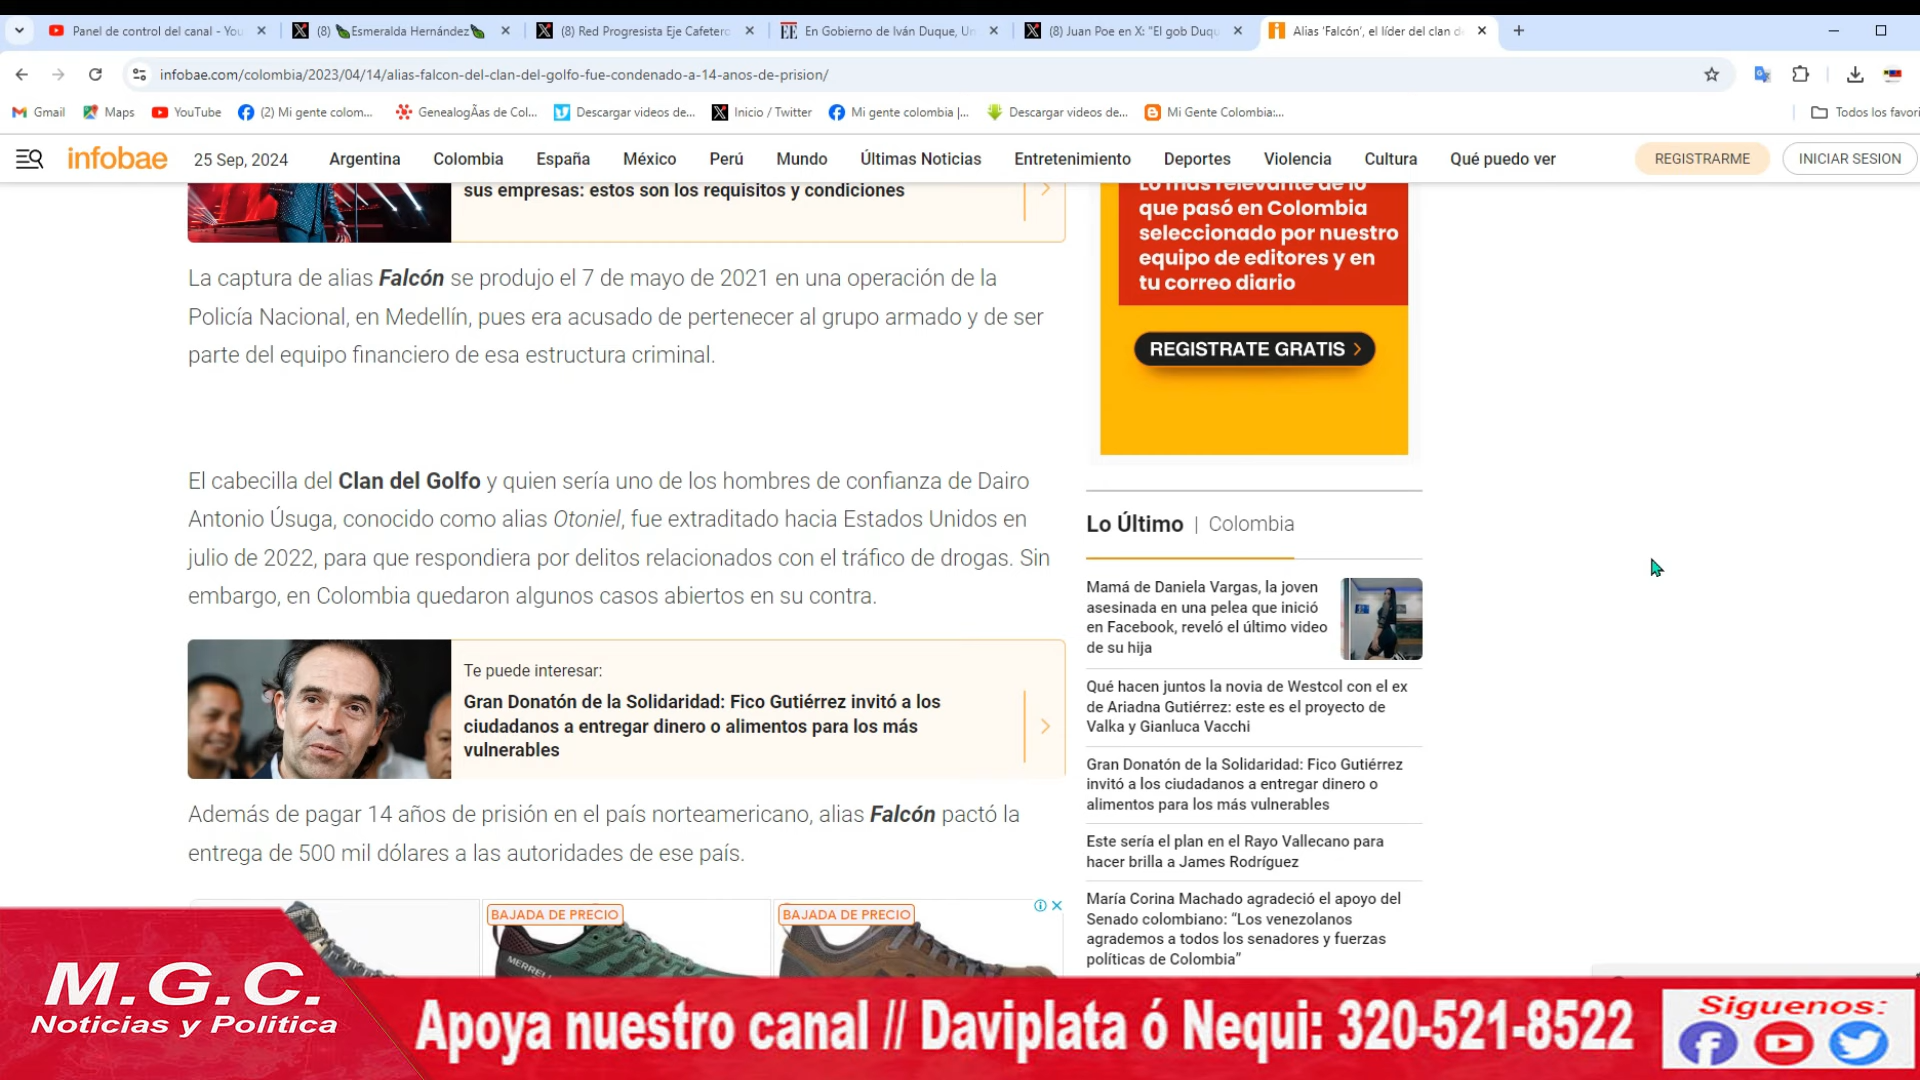 Panel de control del canal - You
(8) Esmeralda Hernández
(8) Red Progresista Eje Cafetero
EE En Gobierno de Iván Duque, Un
(8) Juan Poe en X: "El gob Duqu
Alias 'Falcón', el líder del clan de
infobae.com/colombia/2023/04/14/alias-falcon-del-clan-del-golfo-fue-condenado-a-14-anos-de-prision/
Gmail
Maps
YouTube
(2) Mi gente colom...
GenealogÃas de Col...
Descargar videos de...
Inicio / Twitter
Mi gente colombia |...
Descargar videos de...
Mi Gente Colombia:...
Todos los favori
infobae
25 Sep, 2024
Argentina
Colombia
España
México
Perú
Mundo
Últimas Noticias
Entretenimiento
Deportes
Violencia
Cultura
Qué puedo ver
REGISTRARME
INICIAR SESION
sus empresas: estos son los requisitos y condiciones
La captura de alias Falcón se produjo el 7 de mayo de 2021 en una operación de la
Policía Nacional, en Medellín, pues era acusado de pertenecer al grupo armado y de ser
parte del equipo financiero de esa estructura criminal.
El cabecilla del Clan del Golfo y quien sería uno de los hombres de confianza de Dairo
Antonio Úsuga, conocido como alias Otoniel, fue extraditado hacia Estados Unidos en
julio de 2022, para que respondiera por delitos relacionados con el tráfico de drogas. Sin
embargo, en Colombia quedaron algunos casos abiertos en su contra.
Te puede interesar:
Gran Donatón de la Solidaridad: Fico Gutiérrez invitó a los
ciudadanos a entregar dinero o alimentos para los más
vulnerables
Además de pagar 14 años de prisión en el país norteamericano, alias Falcón pactó la
entrega de 500 mil dólares a las autoridades de ese país.
BAJADA DE PRECIO
BAJADA DE PRECIO
MERRELL
Lo más relevante de lo
que pasó en Colombia
seleccionado por nuestro
equipo de editores y en
tu correo diario
REGISTRATE GRATIS
Lo Último | Colombia
Mamá de Daniela Vargas, la joven
asesinada en una pelea que inició
en Facebook, reveló el último video
de su hija
Qué hacen juntos la novia de Westcol con el ex
de Ariadna Gutiérrez: este es el proyecto de
Valka y Gianluca Vacchi
Gran Donatón de la Solidaridad: Fico Gutiérrez
invitó a los ciudadanos a entregar dinero o
alimentos para los más vulnerables
Este sería el plan en el Rayo Vallecano para
hacer brilla a James Rodríguez
María Corina Machado agradeció el apoyo del
Senado colombiano: “Los venezolanos
agrademos a todos los senadores y fuerzas
políticas de Colombia”
M.G.C.
Noticias y Politica
Apoya nuestro canal // Daviplata ó Nequi: 320-521-8522
Siguenos: